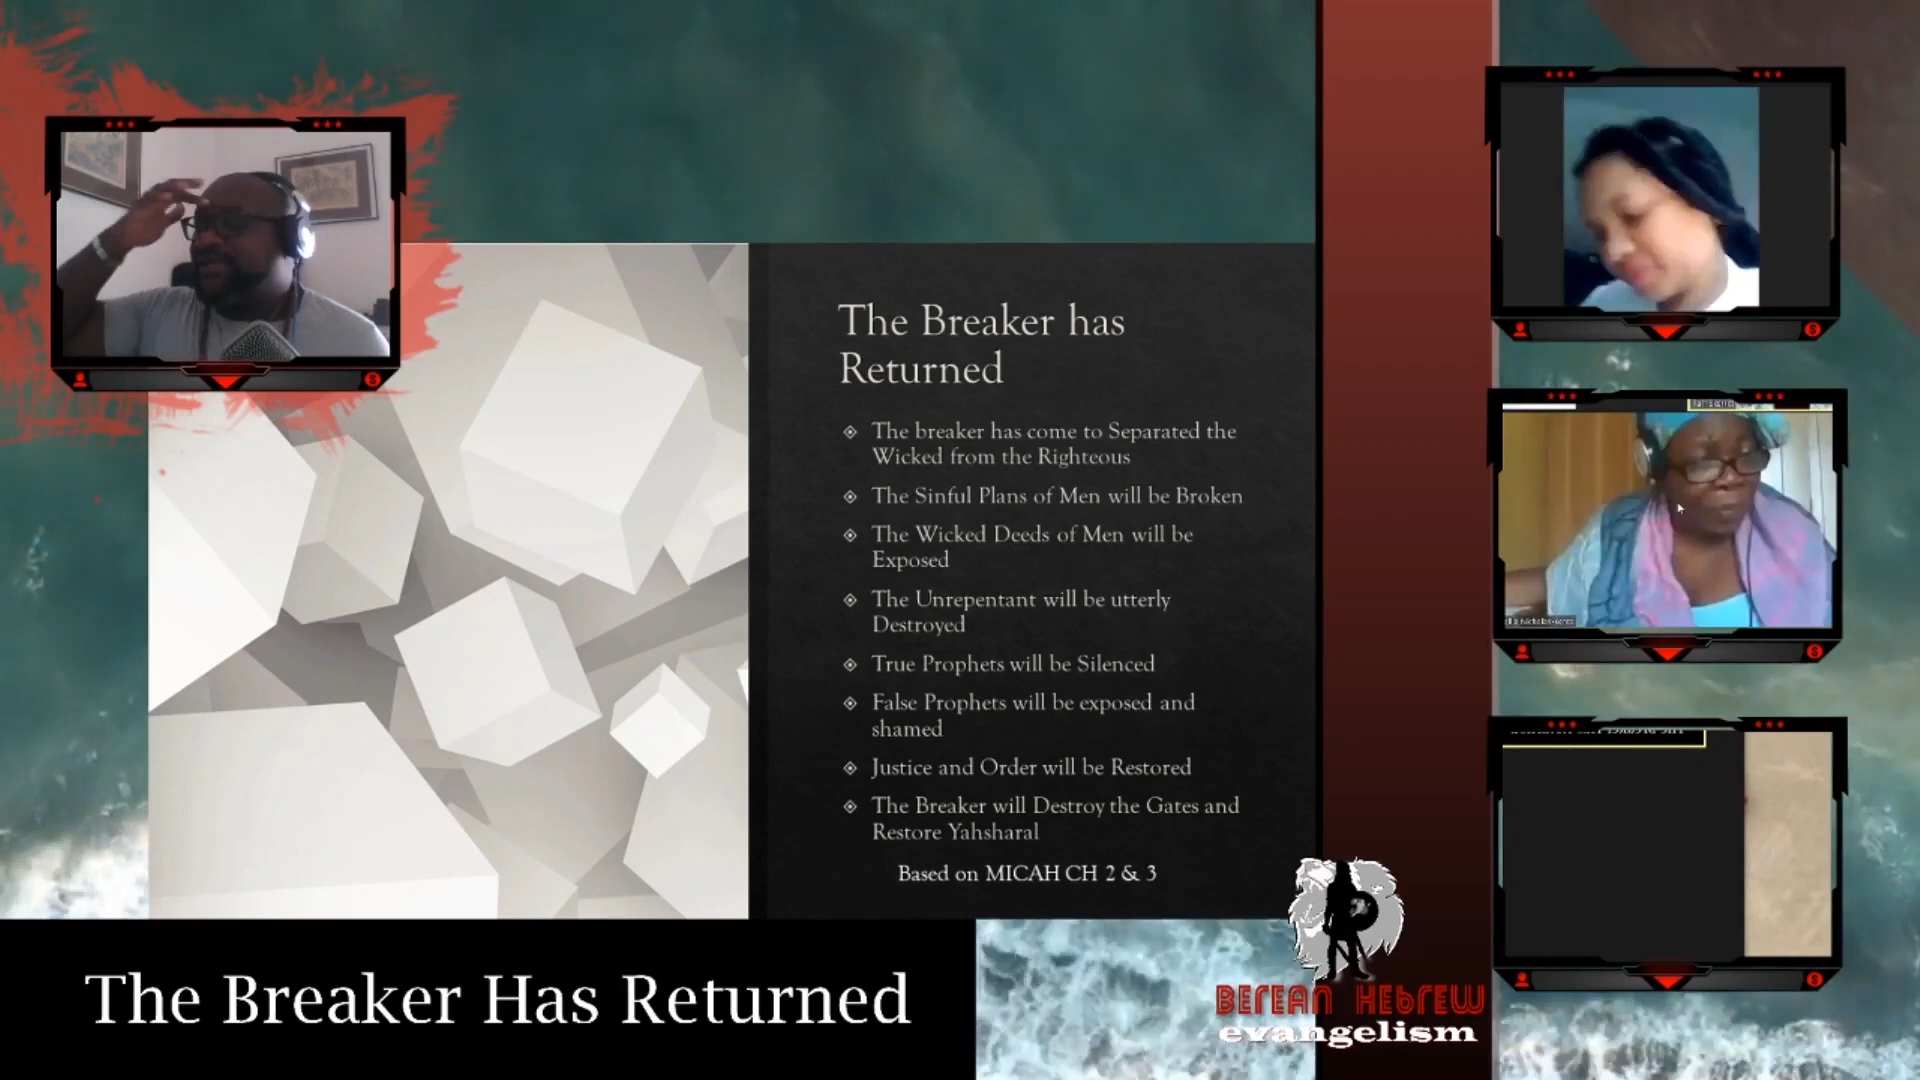 The Breaker has
Returned
The breaker has come to Separated the
Wicked from the Righteous
The Sinful Plans of Men will be Broken
The Wicked Deeds of Men will be
Exposed
The Unrepentant will be utterly
Destroyed
True Prophets will be Silenced
False Prophets will be exposed and
shamed
Justice and Order will be Restored
The Breaker will Destroy the Gates and
Restore Yahsharal
Based on MICAH CH 2 & 3
The Breaker Has Returned
BEREAN HEBREW
evangelism